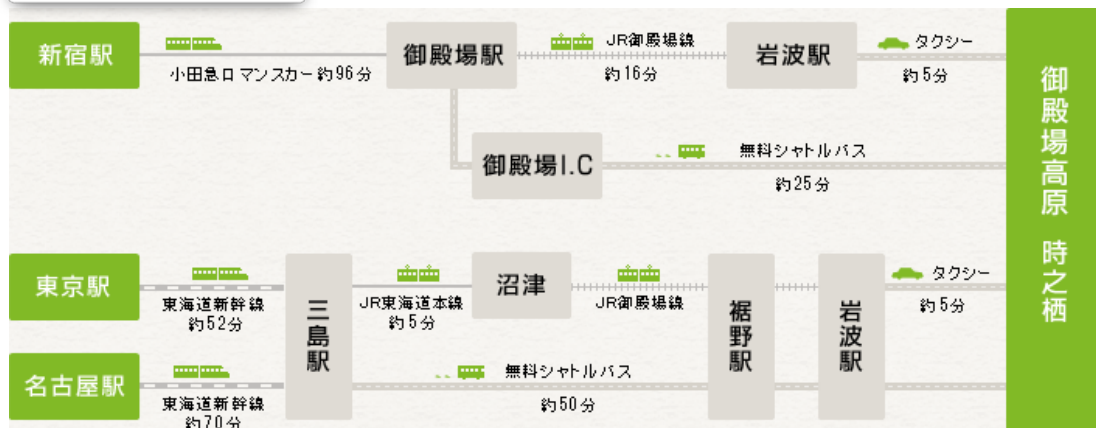 新宿駅
小田急ロマンスカー 約96分
御殿場駅
JR御殿場線
約16分
岩波駅
タクシー
約5分
御殿場I.C
無料シャトルバス
約25分
御殿場高原 時之栖
東京駅
東海道新幹線
約52分
三島駅
JR東海道本線
約5分
沼津
JR御殿場線
裾野駅
岩波駅
タクシー
約5分
名古屋駅
東海道新幹線
約70分
無料シャトルバス
約50分